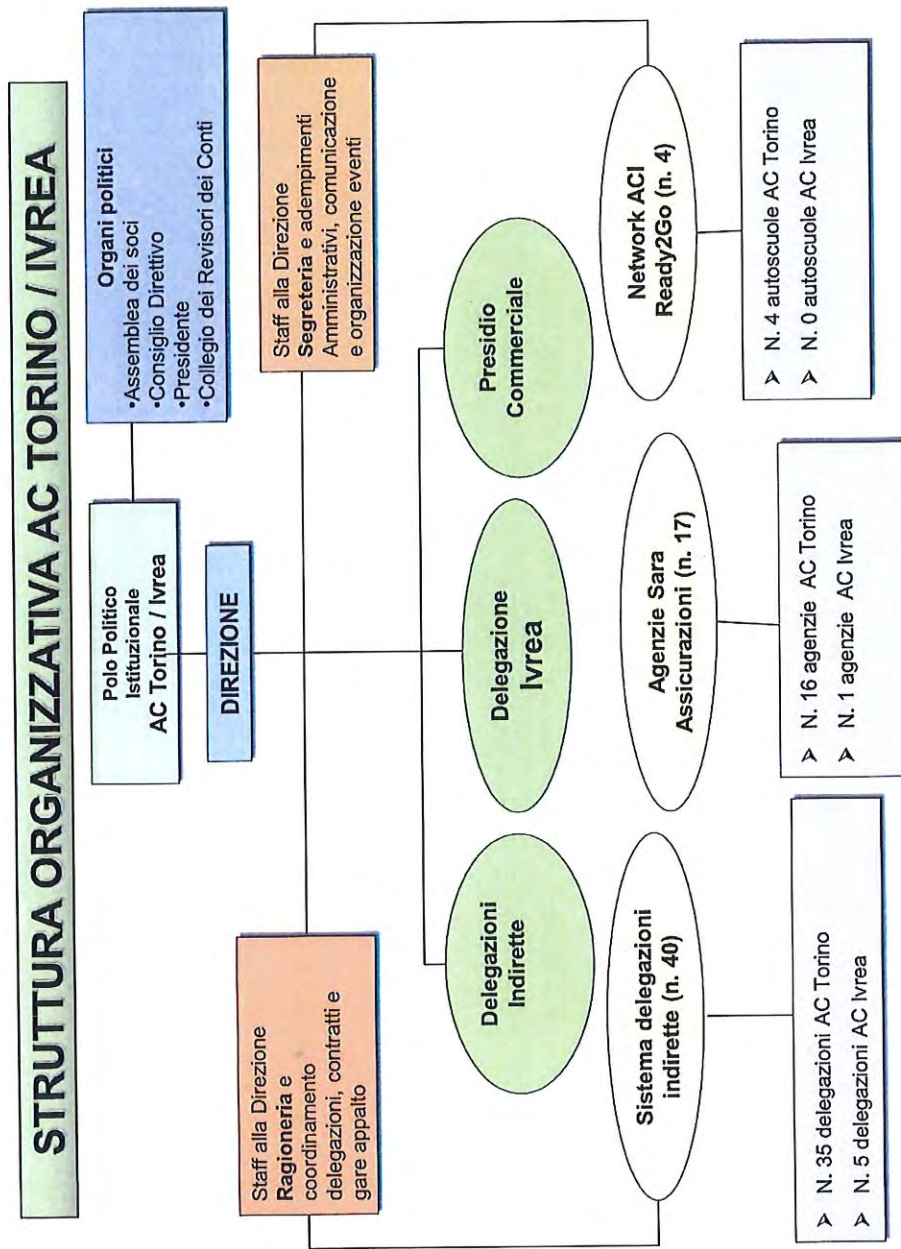 STRUTTURA ORGANIZZATIVA AC TORINO / IVREA
Polo Politico
Istituzionale
AC Torino / Ivrea
Organi politici
•Assemblea dei soci
•Consiglio Direttivo
•Presidente
•Collegio dei Revisori dei Conti
DIREZIONE
Staff alla Direzione
Ragioneria e
coordinamento
delegazioni, contratti e
gare appalto
Staff alla Direzione
Segreteria e adempimenti
Amministrativi, comunicazione
e organizzazione eventi
Delegazioni
Indirette
Delegazione
Ivrea
Presidio
Commerciale
Sistema delegazioni
indirette (n. 40)
Agenzie Sara
Assicurazioni (n. 17)
Network ACI
Ready2Go (n. 4)
➢ N. 35 delegazioni AC Torino
➢ N. 5 delegazioni AC Ivrea
➢ N. 16 agenzie AC Torino
➢ N. 1 agenzie AC Ivrea
➢ N. 4 autoscuole AC Torino
➢ N. 0 autoscuole AC Ivrea